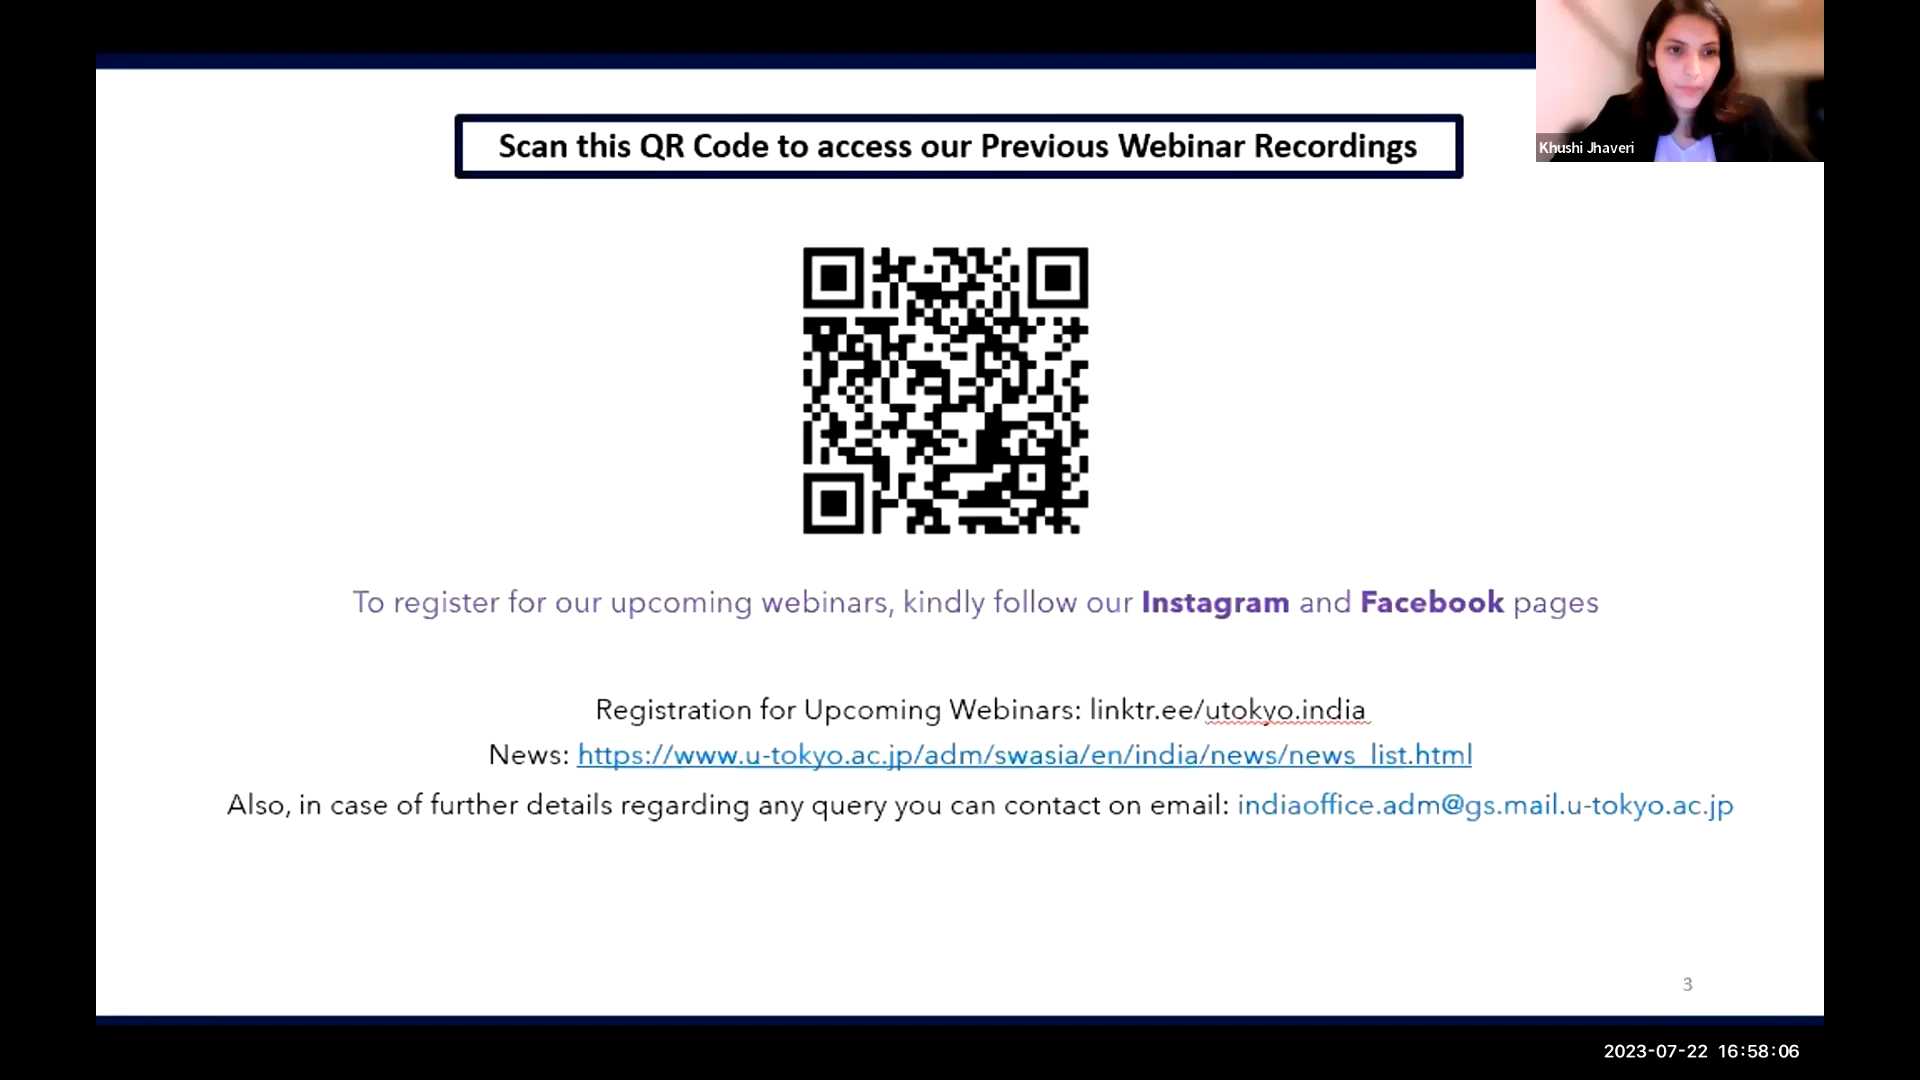 Scan this QR Code to access our Previous Webinar Recordings
Khushi Jhaveri
To register for our upcoming webinars, kindly follow our Instagram and Facebook pages
Registration for Upcoming Webinars: linktr.ee/utokyo.india
News: https://www.u-tokyo.ac.jp/adm/swasia/en/india/news/news_list.html
Also, in case of further details regarding any query you can contact on email: indiaoffice.adm@gs.mail.u-tokyo.ac.jp
3
2023-07-22 16:58:06